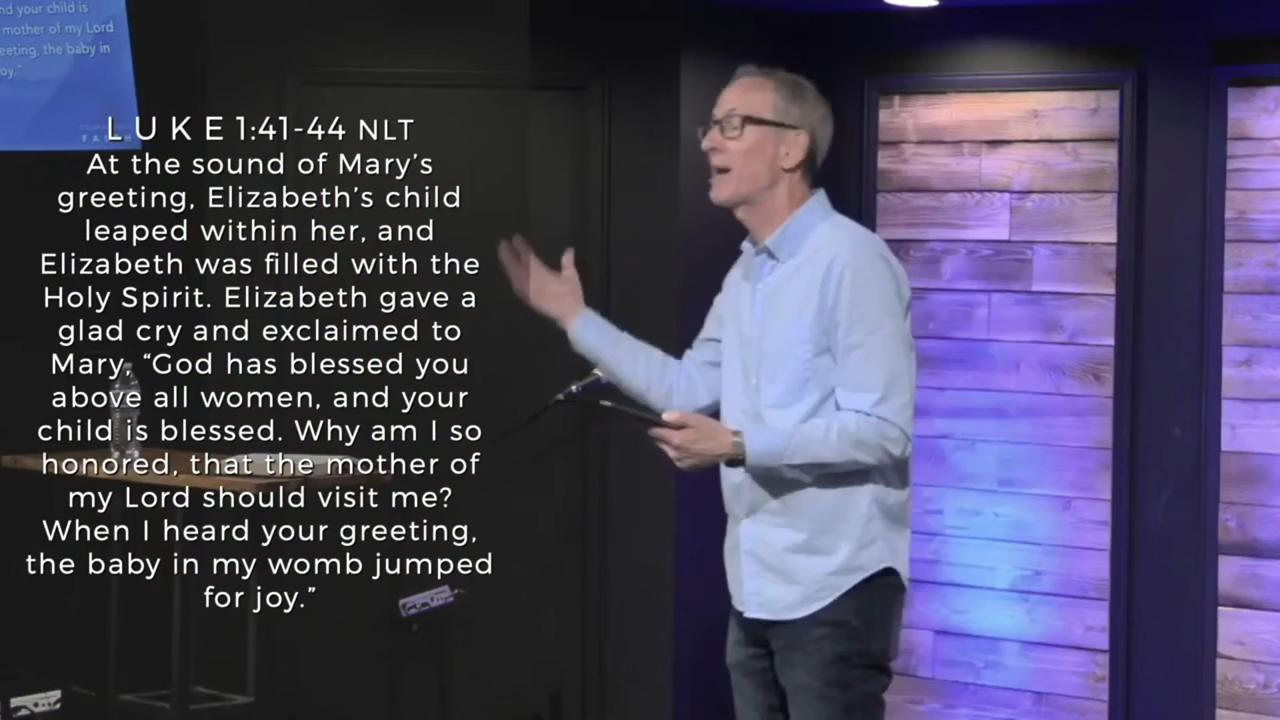 nd your child is
mother of my Lord
eeting, the baby in
oy."
FA
LUKE 1:41-44 NLT
At the sound of Mary’s
greeting, Elizabeth’s child
leaped within her, and
Elizabeth was filled with the
Holy Spirit. Elizabeth gave a
glad cry and exclaimed to
Mary, “God has blessed you
above all women, and your
child is blessed. Why am I so
honored, that the mother of
my Lord should visit me?
When I heard your greeting,
the baby in my womb jumped
for joy.”